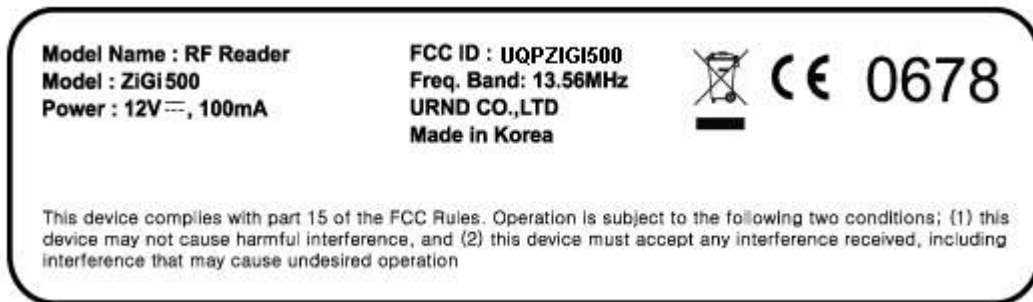 Model Name : RF Reader
Model : ZiGi500
Power : 12V⎓, 100mA
FCC ID : UQPZIGI500
Freq. Band: 13.56MHz
URND CO.,LTD
Made in Korea
CE 0678
This device complies with part 15 of the FCC Rules. Operation is subject to the following two conditions; (1) this
device may not cause harmful interference, and (2) this device must accept any interference received, including
interference that may cause undesired operation